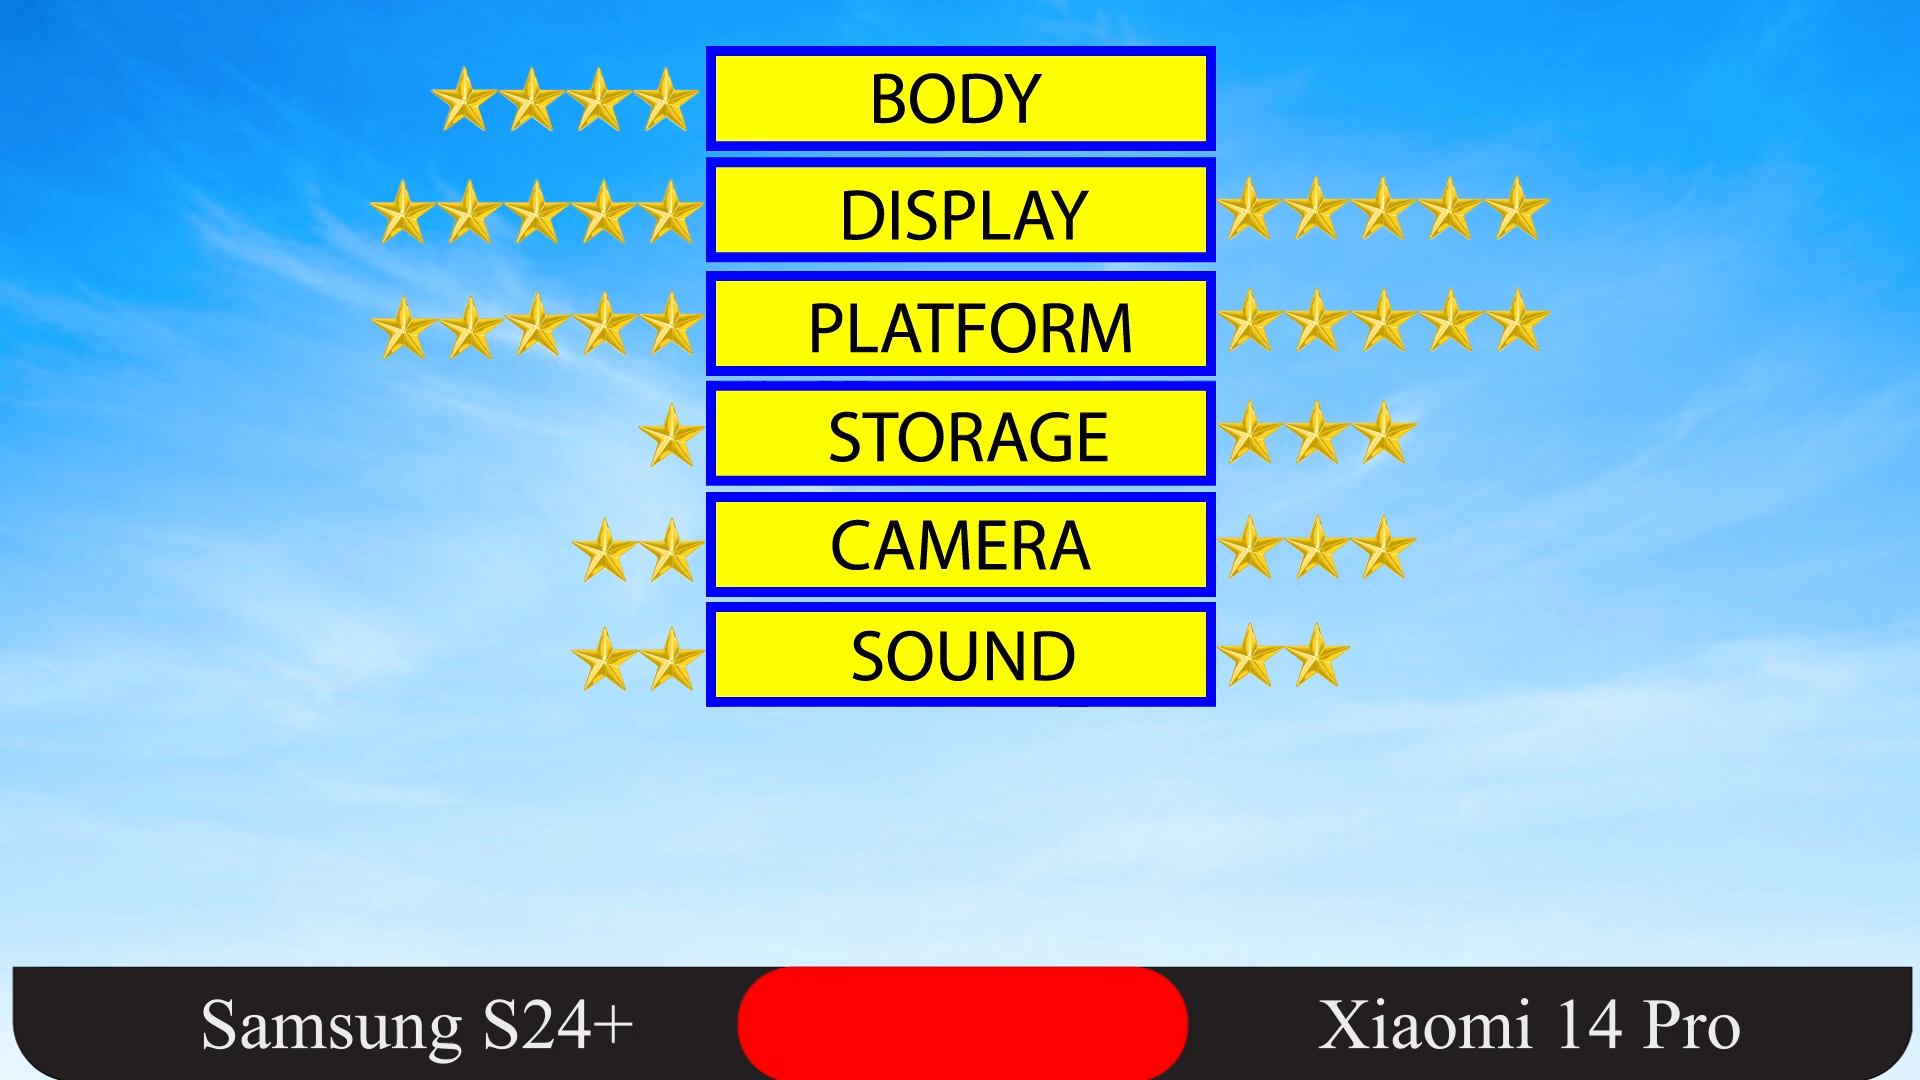 BODY
DISPLAY
PLATFORM
STORAGE
CAMERA
SOUND
Samsung S24+
Xiaomi 14 Pro